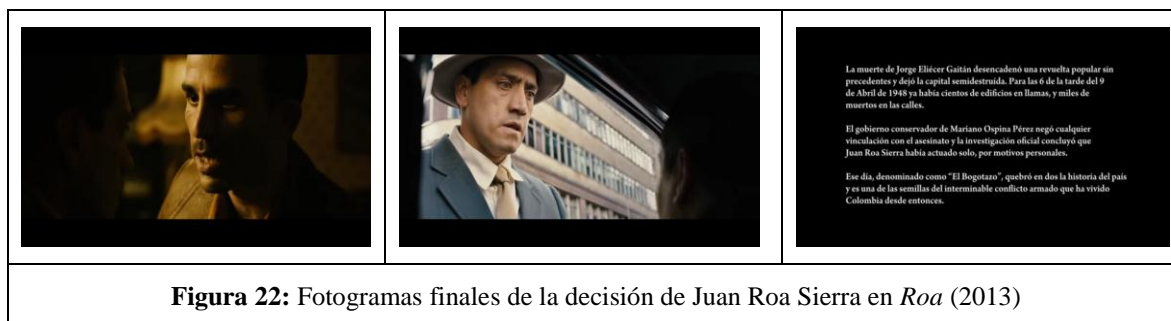 La muerte de Jorge Eliécer Gaitán desencadenó una revuelta popular sin
precedentes y dejó la capital semidestruída. Para las 6 de la tarde del 9
de Abril de 1948 ya había cientos de edificios en llamas, y miles de
muertos en las calles.
El gobierno conservador de Mariano Ospina Pérez negó cualquier
vinculación con el asesinato y la investigación oficial concluyó que
Juan Roa Sierra había actuado solo, por motivos personales.
Ese día, denominado como "El Bogotazo", quebró en dos la historia del país
y es una de las semillas del interminable conflicto armado que ha vivido
Colombia desde entonces.
Figura 22: Fotogramas finales de la decisión de Juan Roa Sierra en Roa (2013)